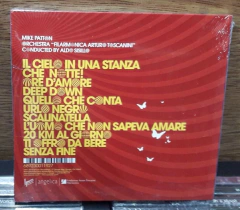 MIKE PATTON
ORCHESTRA "FILARMONICA ARTURO TOSCANINI"
CONDUCTED BY ALDO SISILLO
IL CIELO IN UNA STANZA
CHE NOTTE!
ORE D'AMORE
DEEP DOWN
QUELLO CHE CONTA
URLO NEGRO
SCALINATELLA
L'UOMO CHE NON SAPEVA AMARE
20 KM AL GIORNO
TI OFFRO DA BERE
SENZA FINE